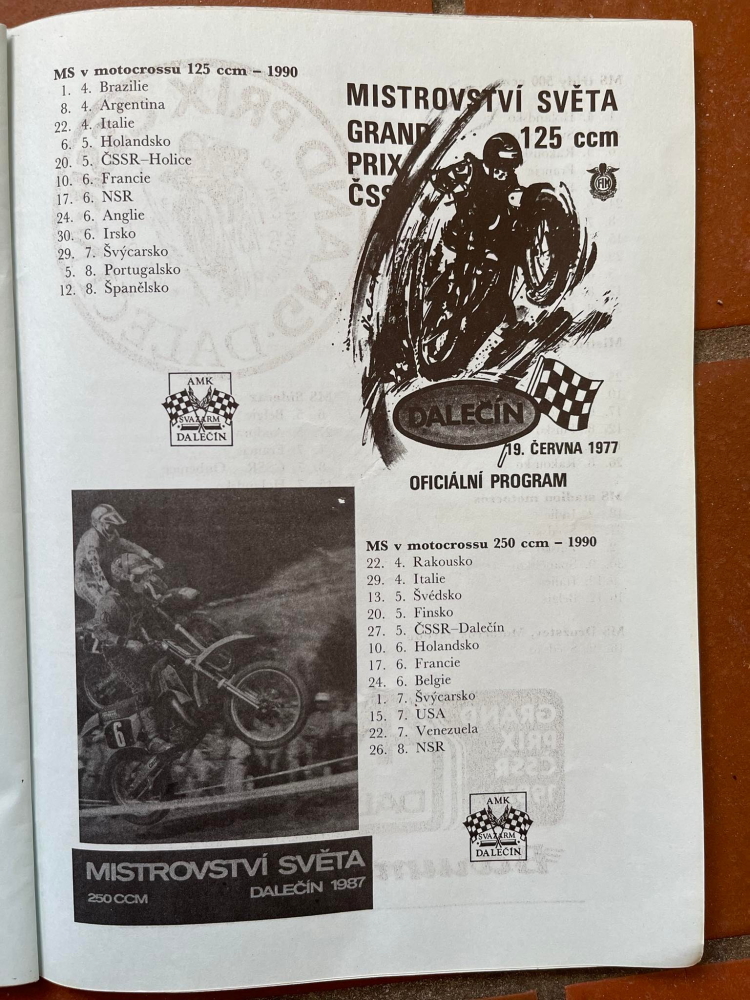 MS v motocrossu 125 ccm – 1990
1. 4. Brazilie
8. 4. Argentina
22. 4. Italie
6. 5. Holandsko
20. 5. ČSSR–Holice
10. 6. Francie
17. 6. NSR
24. 6. Anglie
30. 6. Irsko
29. 7. Švýcarsko
5. 8. Portugalsko
12. 8. Španělsko
AMK
SVAZARM
DALEČÍN
MISTROVSTVÍ SVĚTA
GRAND 125 ccm
PRIX
ČSS
FIM
DALEČÍN
19. ČERVNA 1977
OFICIÁLNÍ PROGRAM
6
MISTROVSTVÍ SVĚTA
250 CCM DALEČÍN 1987
MS v motocrossu 250 ccm – 1990
22. 4. Rakousko
29. 4. Italie
13. 5. Švédsko
20. 5. Finsko
27. 5. ČSSR–Dalečín
10. 6. Holandsko
17. 6. Francie
24. 6. Belgie
1. 7. Švýcarsko
15. 7. USA
22. 7. Venezuela
26. 8. NSR
AMK
SVAZARM
DALEČÍN